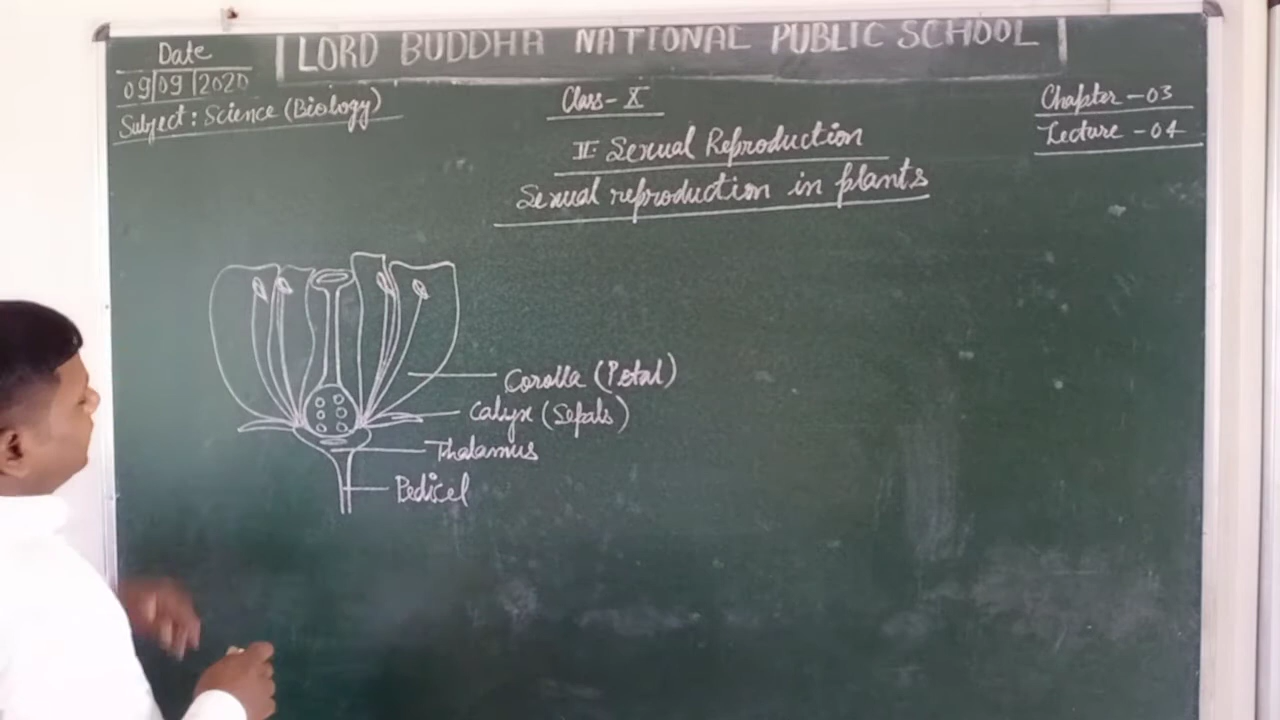 Date
09/09/2020
LORD BUDDHA NATIONAL PUBLIC SCHOOL
Subject: Science (Biology)
Class - X
Chapter - 03
Lecture - 04
II Sexual Reproduction
Sexual reproduction in plants
Corolla (Petal)
Calyx (Sepals)
Thalamus
Pedicel